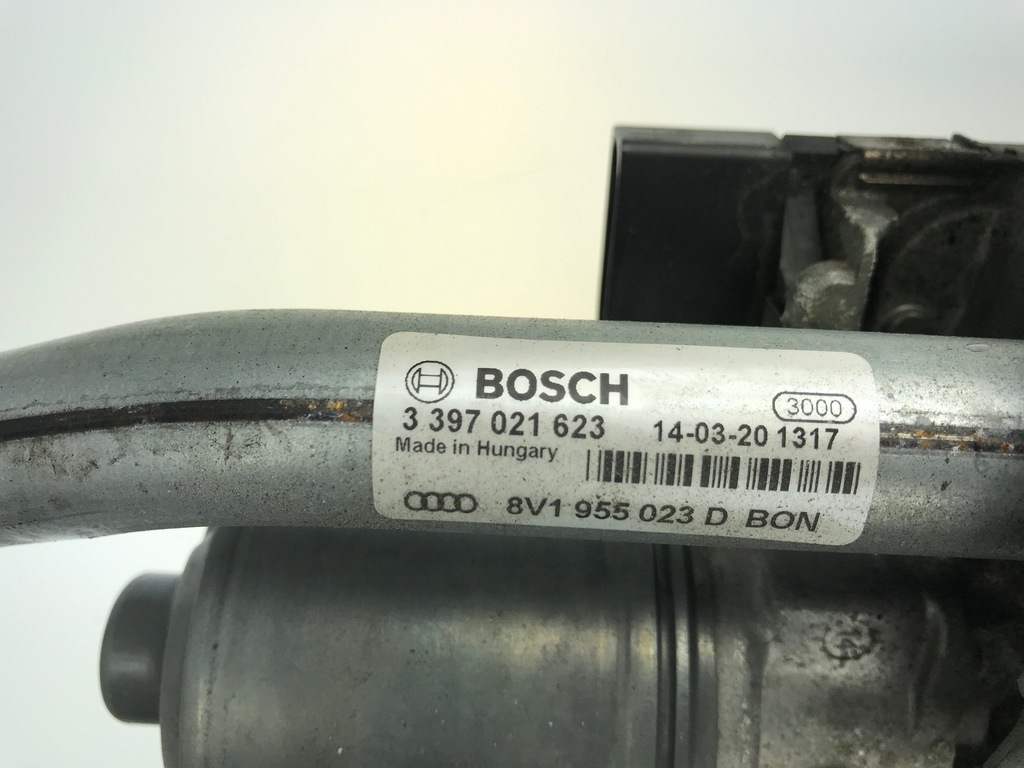 BOSCH
3000
3 397 021 623 14-03-20 1317
Made in Hungary
8V1 955 023 D BON